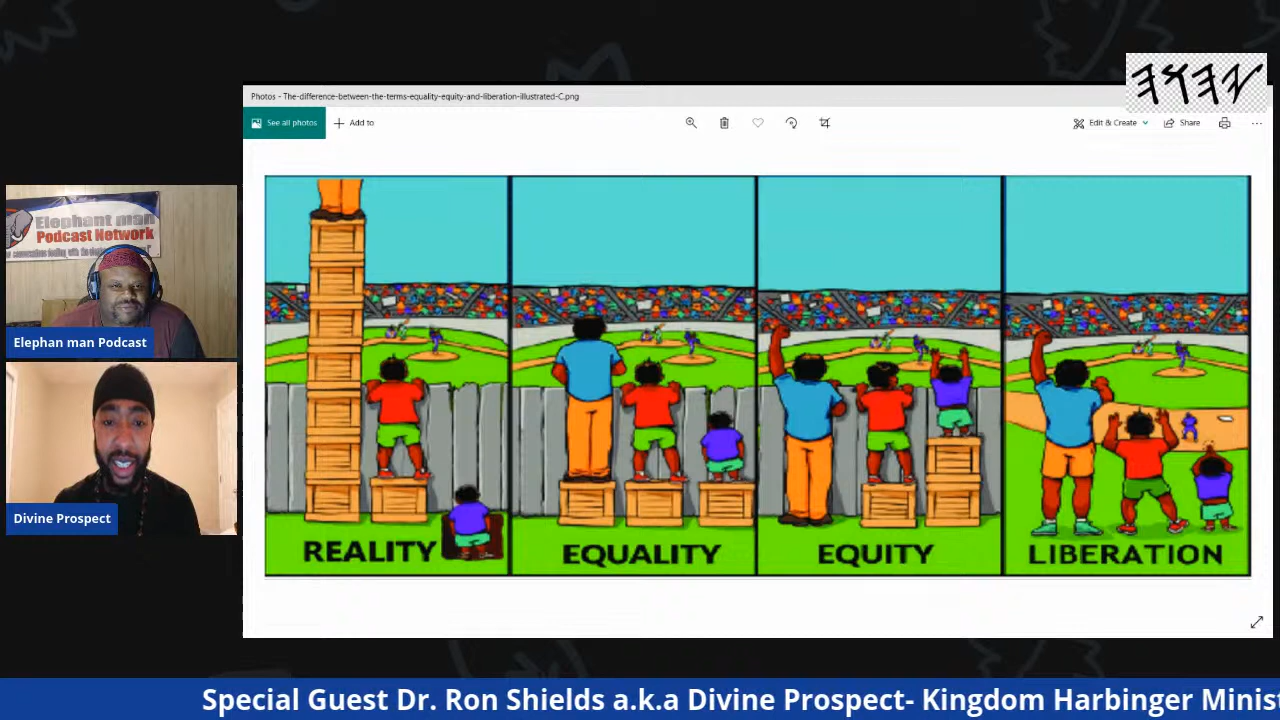 Photos - The-difference-between-the-terms-equality-equity-and-liberation-illustrated-C.png
See all photos
Add to
Edit & Create
Share
Elephant man
Podcast Network
Elephan man Podcast
Divine Prospect
REALITY
EQUALITY
EQUITY
LIBERATION
Special Guest Dr. Ron Shields a.k.a Divine Prospect- Kingdom Harbinger Minis